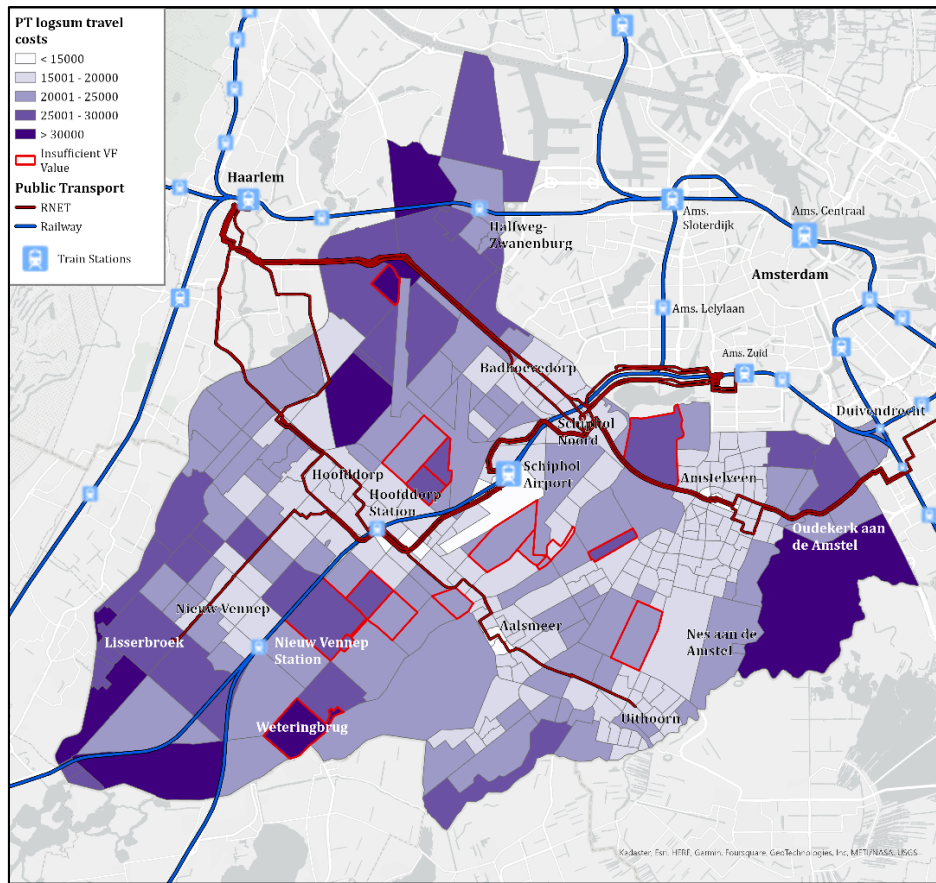 PT logsum travel
costs
< 15000
15001 - 20000
20001 - 25000
25001 - 30000
> 30000
Insufficient VF
Value
Public Transport
RNET
Railway
Train Stations
Haarlem
Halfweg-
Zwanenburg
Ams.
Sloterdijk
Ams. Centraal
Amsterdam
Ams. Lelylaan
Ams. Zuid
Badhoevedorp
Duivendrecht
Schiphol
Noord
Schiphol
Airport
Hoofddorp
Hoofddorp
Station
Amstelveen
Oudekerk aan
de Amstel
Nieuw Vennep
Aalsmeer
Lisserbroek
Nieuw Vennep
Station
Nes aan de
Amstel
Weteringbrug
Uithoorn
Kadaster, Esri, HERE, Garmin, Foursquare, GeoTechnologies, Inc, METI/NASA, USGS